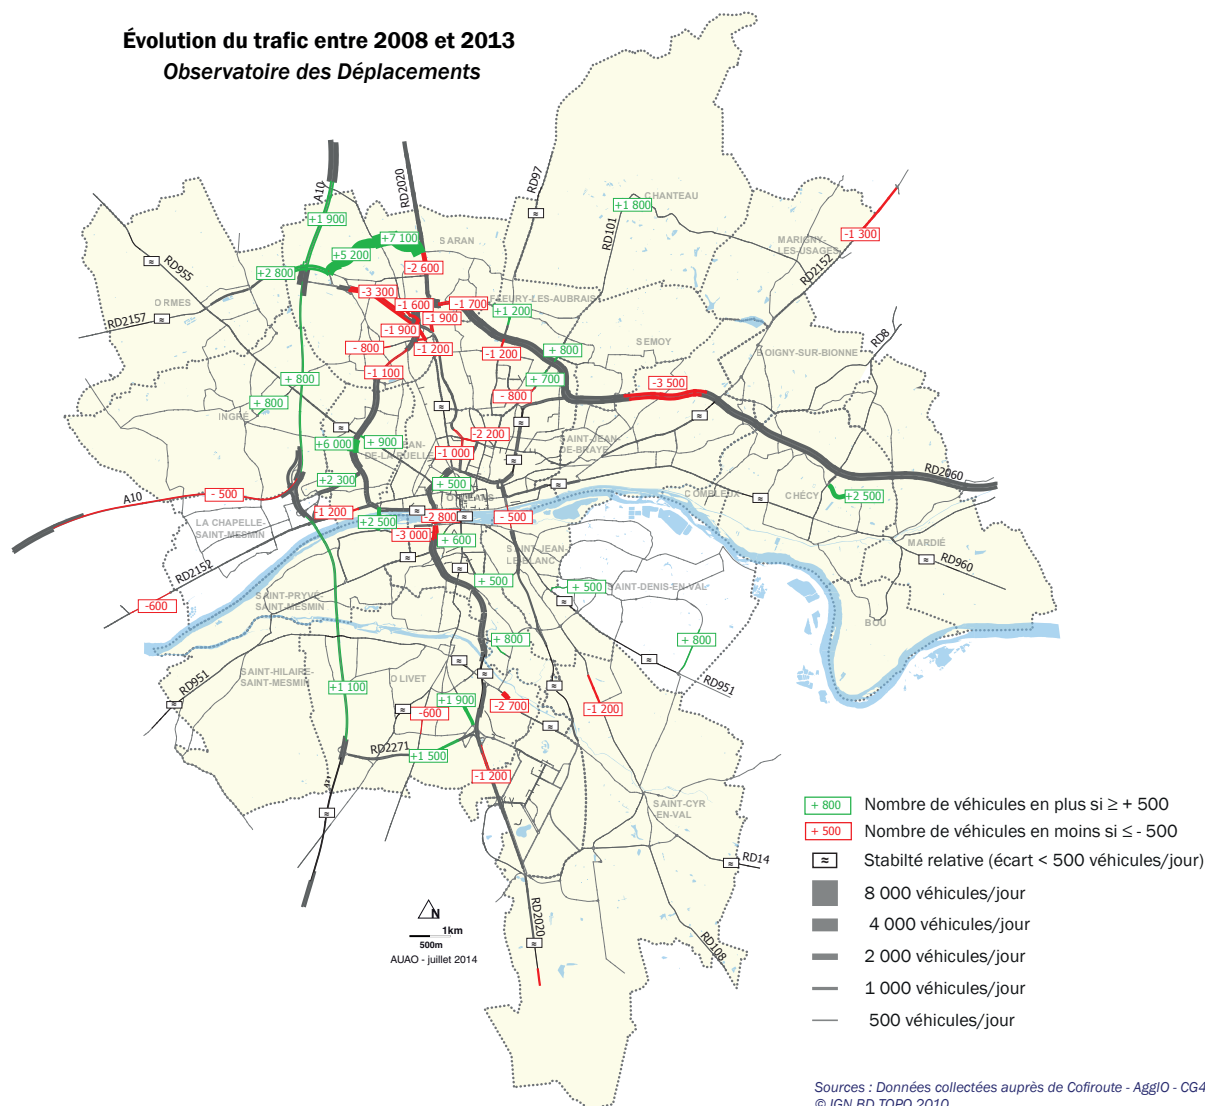 Évolution du trafic entre 2008 et 2013
Observatoire des Déplacements
A10
RD2020
RD97
CHANTEAU
+1 800
RD101
+1 900
+7 100
SARAN
+5 200
-2 600
+2 800
MARIGNY-
LES-USAGES
-1 300
RD2152
RD955
≈
≈
ORMES
RD2157
≈
-3 300
-1 600
-1 700
-1 900
-1 900
FLEURY-LES-AUBRAIS
+1 200
- 800
-1 200
-1 200
+ 800
SEMOY
BOIGNY-SUR-BIONNE
RD8
-1 100
+ 700
- 800
-3 500
+ 800
+ 800
INGRÉ
≈
≈
≈
≈
+6 000
+ 900
-2 200
-1 000
SAINT-JEAN-
DE-BRAYE
≈
DE-LA-RUELLE
+2 300
+ 500
ORLEANS
≈
COMBLEUX
≈
CHÉCY
+2 500
RD2060
A10
- 500
-1 200
+2 500
≈
-2 800
≈
- 500
LA CHAPELLE-
SAINT-MESMIN
-3 000
+ 600
MARDIÉ
≈
RD960
RD2152
≈
≈
SAINT-JEAN-
LE-BLANC
+ 500
+ 500
SAINT-DENIS-EN-VAL
≈
-600
SAINT-PRYVÉ-
SAINT-MESMIN
BOU
+ 800
+ 800
≈
≈
≈
RD951
SAINT-HILAIRE-
SAINT-MESMIN
OLIVET
≈
RD951
≈
+1 100
+1 900
-2 700
-1 200
≈
-600
≈
RD2271
+1 500
-1 200
≈
SAINT-CYR
EN-VAL
≈
RD14
RD2020
≈
RD108
N
1km
500m
AUAO - juillet 2014
+ 800 Nombre de véhicules en plus si ≥ + 500
+ 500 Nombre de véhicules en moins si ≤ - 500
≈ Stabilté relative (écart < 500 véhicules/jour)
8 000 véhicules/jour
4 000 véhicules/jour
2 000 véhicules/jour
1 000 véhicules/jour
500 véhicules/jour
Sources : Données collectées auprès de Cofiroute - AgglO - CG4
© IGN BD TOPO 2010